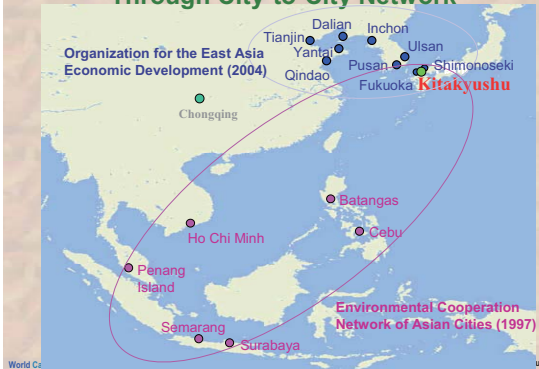 Through City-to-City Network
Dalian
Inchon
Tianjin
Yantai
Ulsan
Organization for the East Asia
Economic Development (2004)
Pusan
Shimonoseki
Qindao
Fukuoka
Kitakyushu
Chongqing
Batangas
Cebu
Ho Chi Minh
Penang
Island
Environmental Cooperation
Network of Asian Cities (1997)
Semarang
Surabaya
World